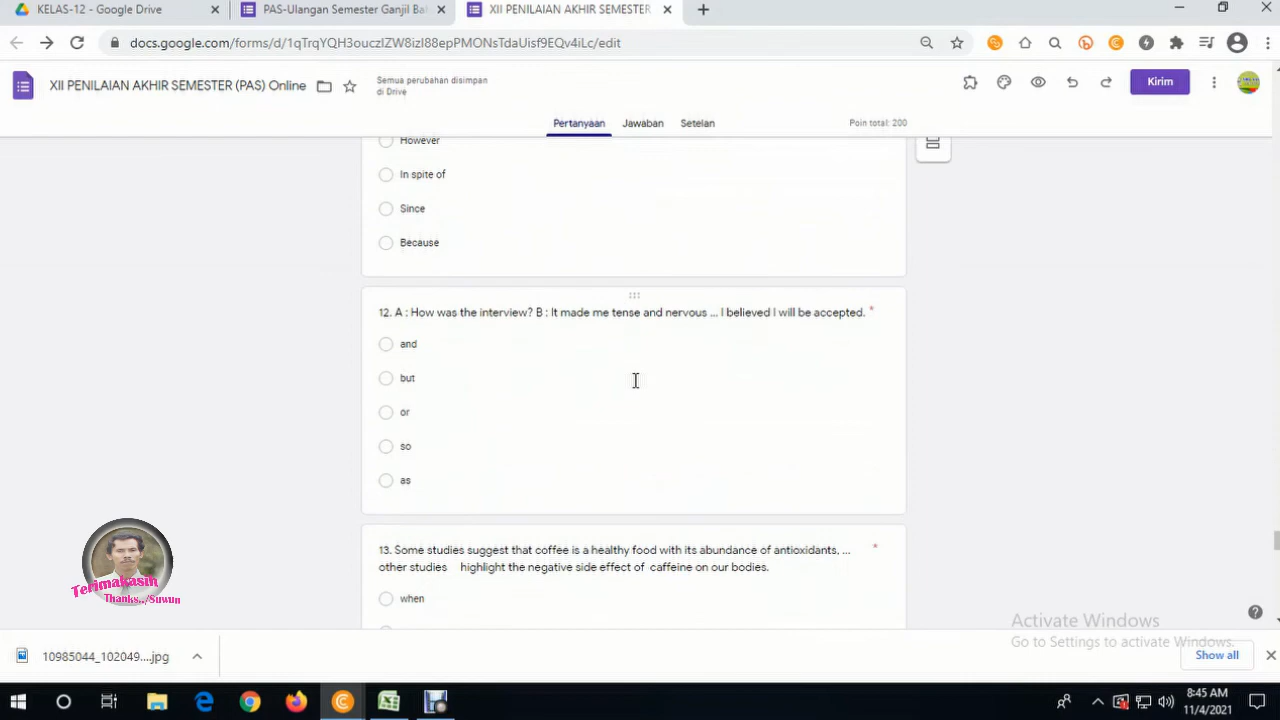 KELAS-12 - Google Drive
PAS-Ulangan Semester Ganjil Ba
XII PENILAIAN AKHIR SEMESTER
docs.google.com/forms/d/1qTrqYQH3ouczIZW8izI88epPMONsTdaUisf9EQv4iLc/edit
XII PENILAIAN AKHIR SEMESTER (PAS) Online
Semua perubahan disimpan
di Drive
Kirim
Pertanyaan
Jawaban
Setelan
Poin total: 200
However
In spite of
Since
Because
12. A : How was the interview? B : It made me tense and nervous ... I believed I will be accepted. *
and
but
or
so
as
13. Some studies suggest that coffee is a healthy food with its abundance of antioxidants, ... *
other studies highlight the negative side effect of caffeine on our bodies.
when
Terimakasih
Thanks../Suwun
Activate Windows
Go to Settings to activate Windows.
10985044_102049....jpg
Show all
8:45 AM
11/4/2021